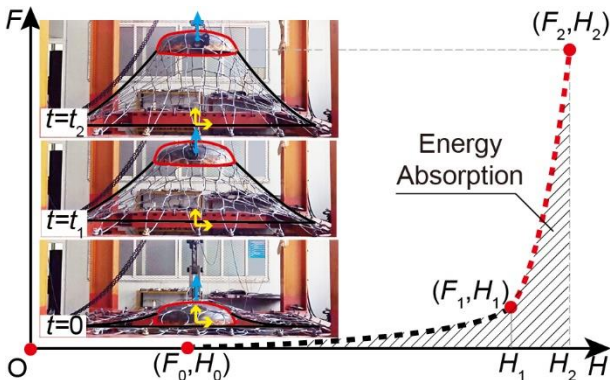 F
(F₂,H₂)
t=t₂
Energy
Absorption
t=t₁
(F₁,H₁)
t=0
O
(F₀,H₀)
H₁
H₂
H